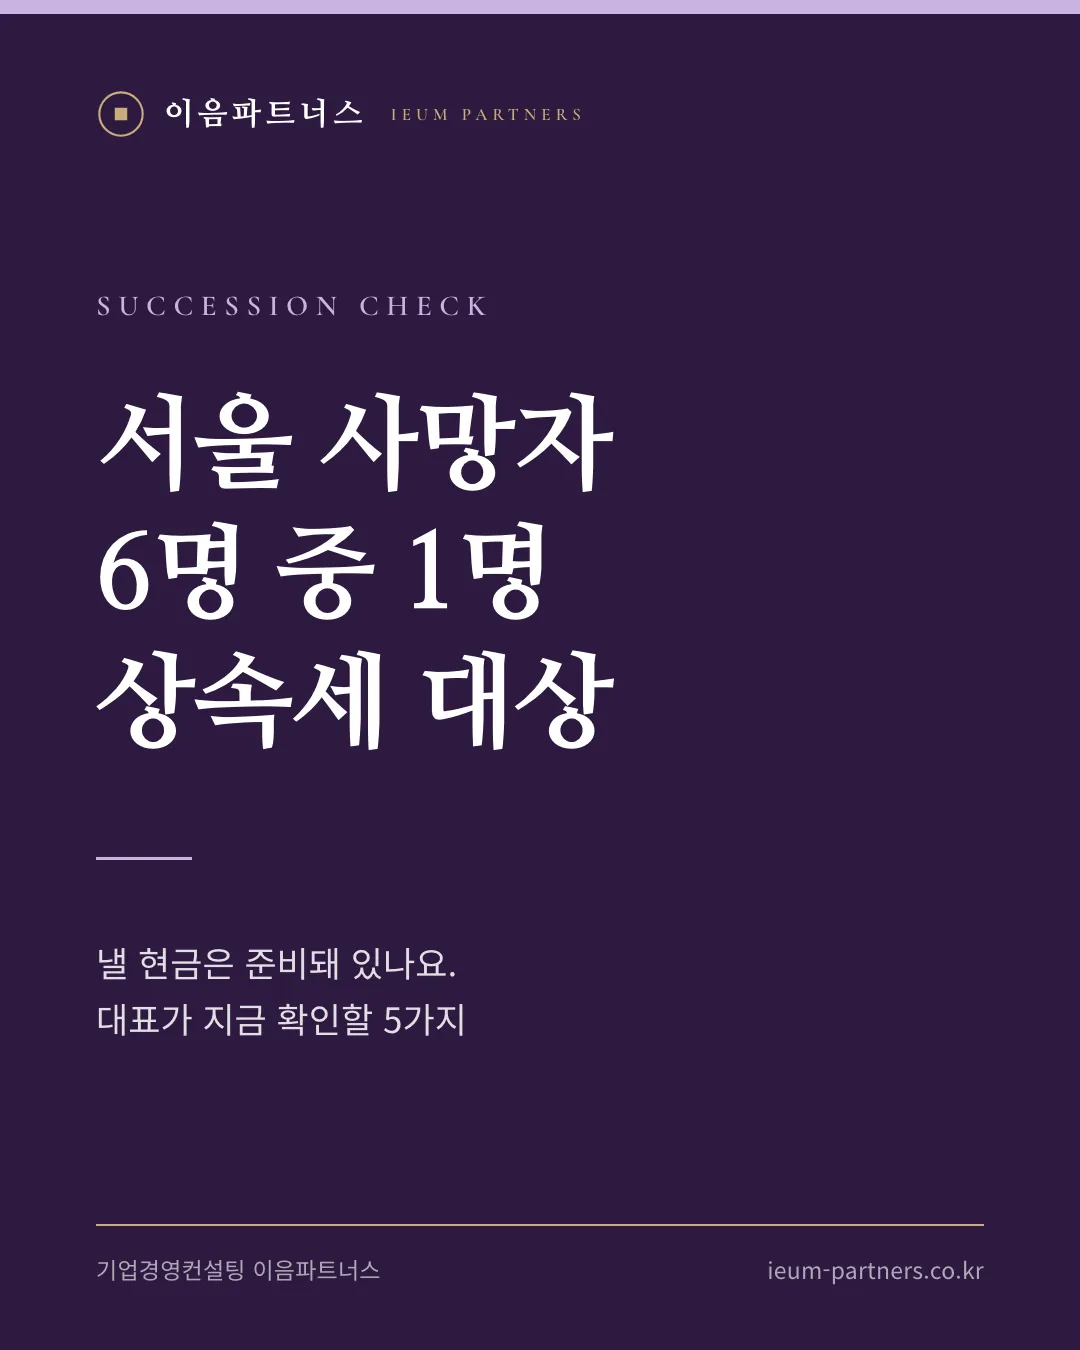 이음파트너스 IEUM PARTNERS
SUCCESSION CHECK
서울 사망자
6명 중 1명
상속세 대상
낼 현금은 준비돼 있나요.
대표가 지금 확인할 5가지
기업경영컨설팅 이음파트너스 ieum-partners.co.kr